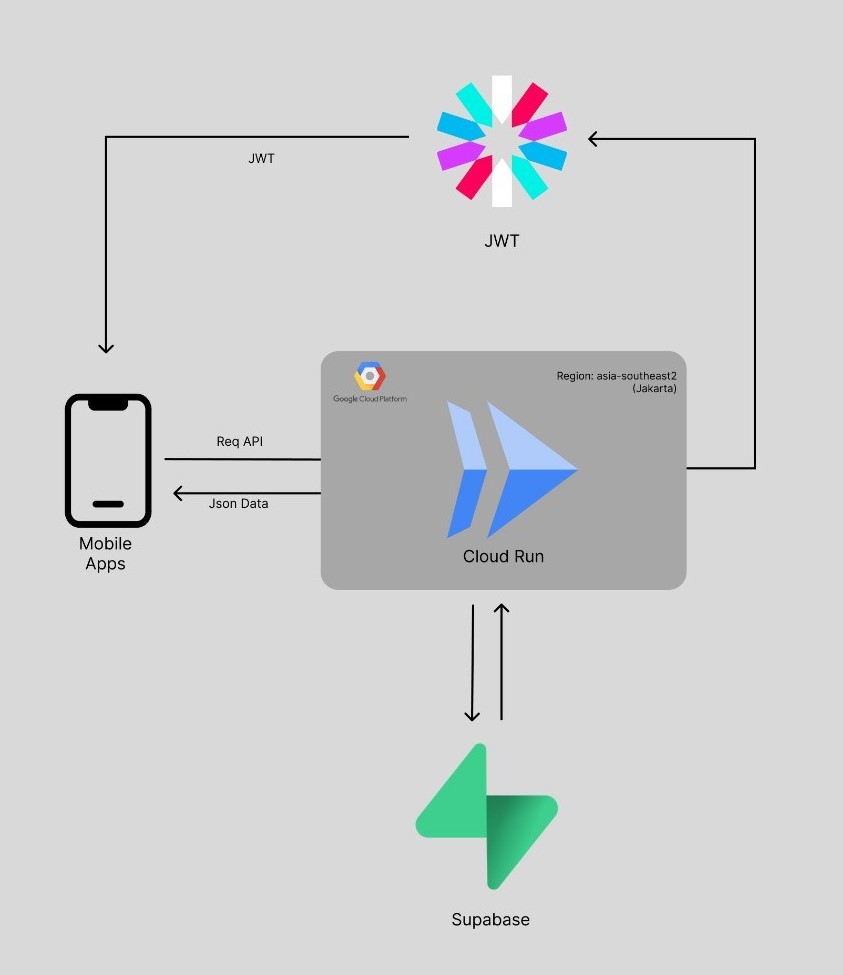 JWT
JWT
Google Cloud Platform
Region: asia-southeast2
(Jakarta)
Req API
Json Data
Mobile
Apps
Cloud Run
Supabase